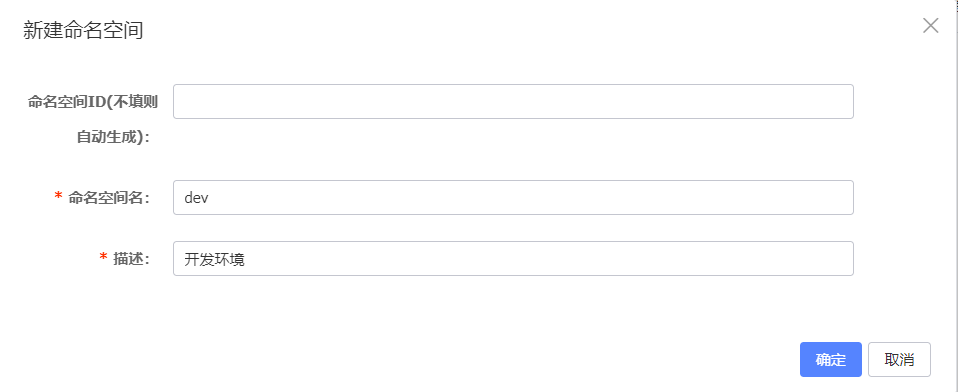 新建命名空间
命名空间ID(不填则
自动生成)：
* 命名空间名：
dev
* 描述：
开发环境
确定
取消